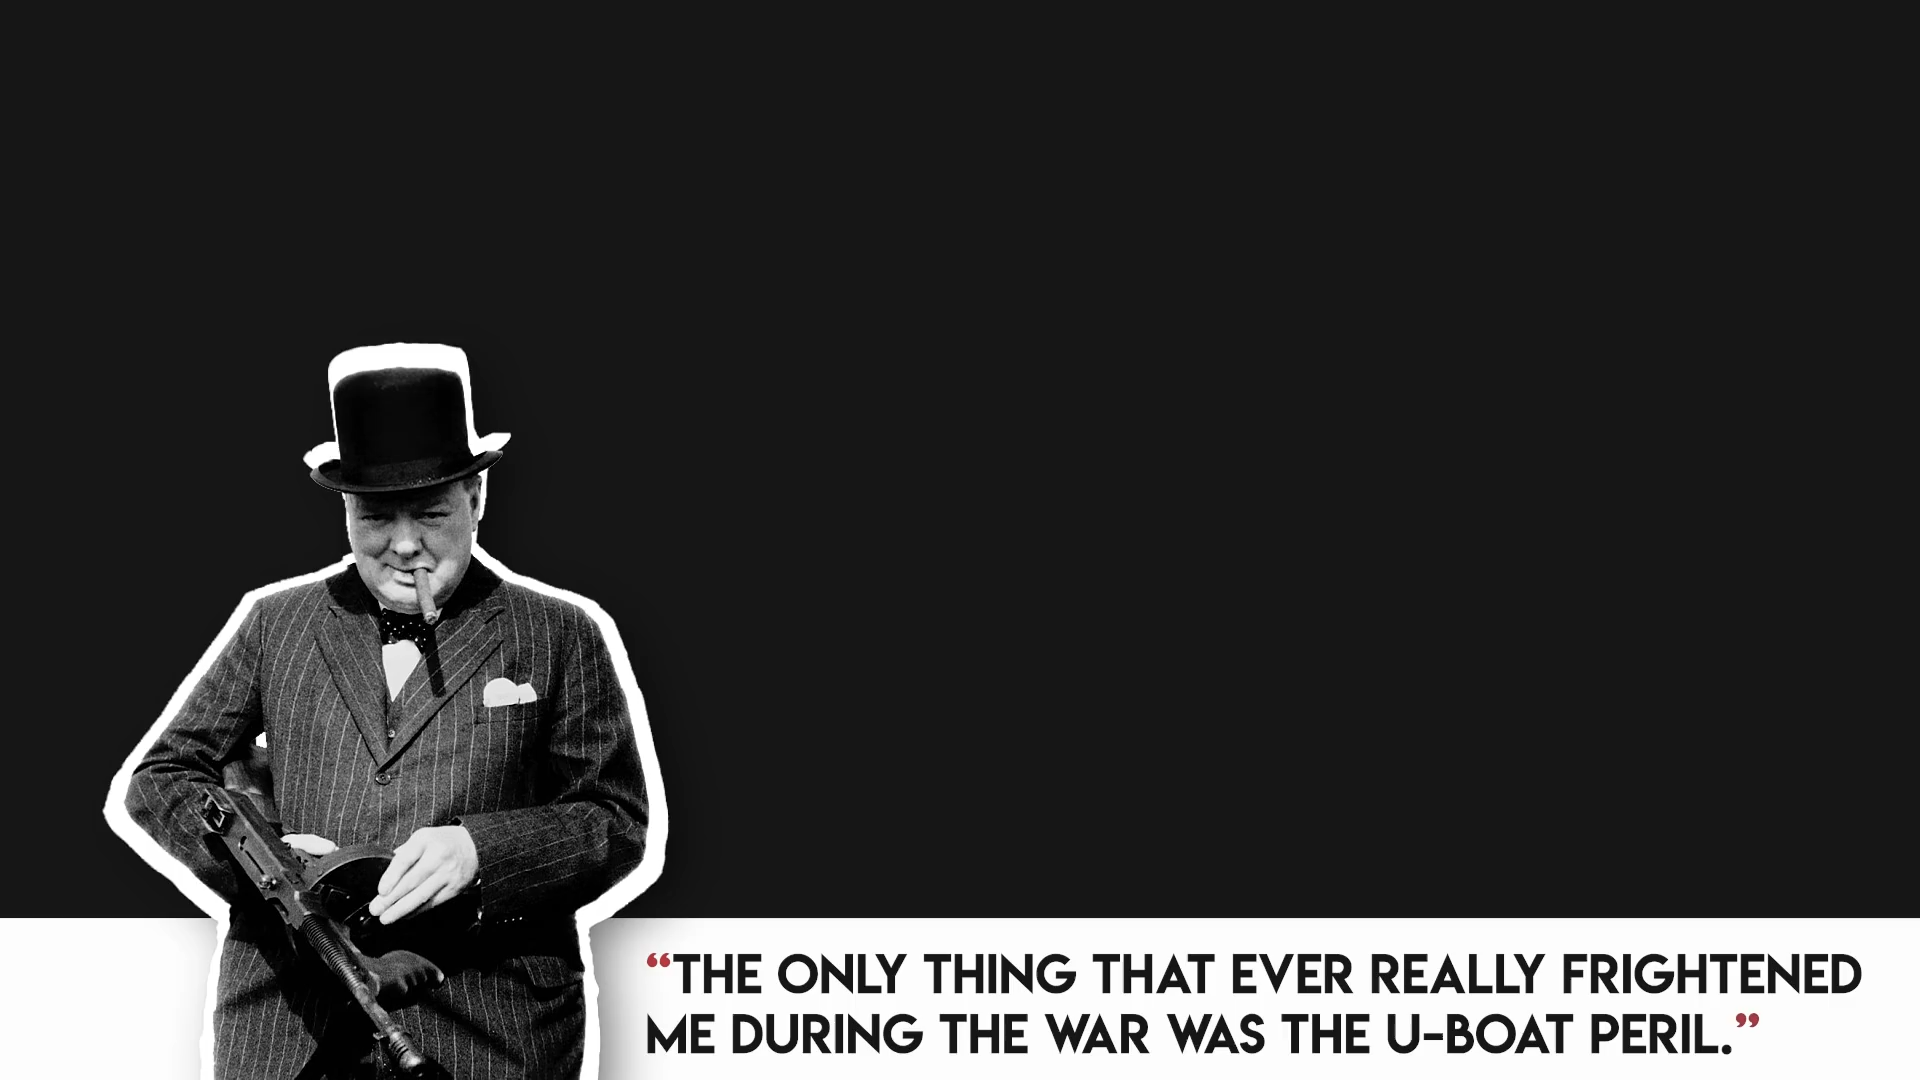 “THE ONLY THING THAT EVER REALLY FRIGHTENED
ME DURING THE WAR WAS THE U-BOAT PERIL.”